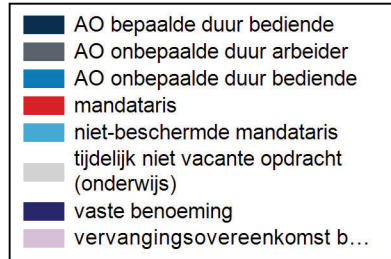 AO bepaalde duur bediende
AO onbepaalde duur arbeider
AO onbepaalde duur bediende
mandataris
niet-beschermde mandataris
tijdelijk niet vacante opdracht
(onderwijs)
vaste benoeming
vervangingsovereenkomst b…